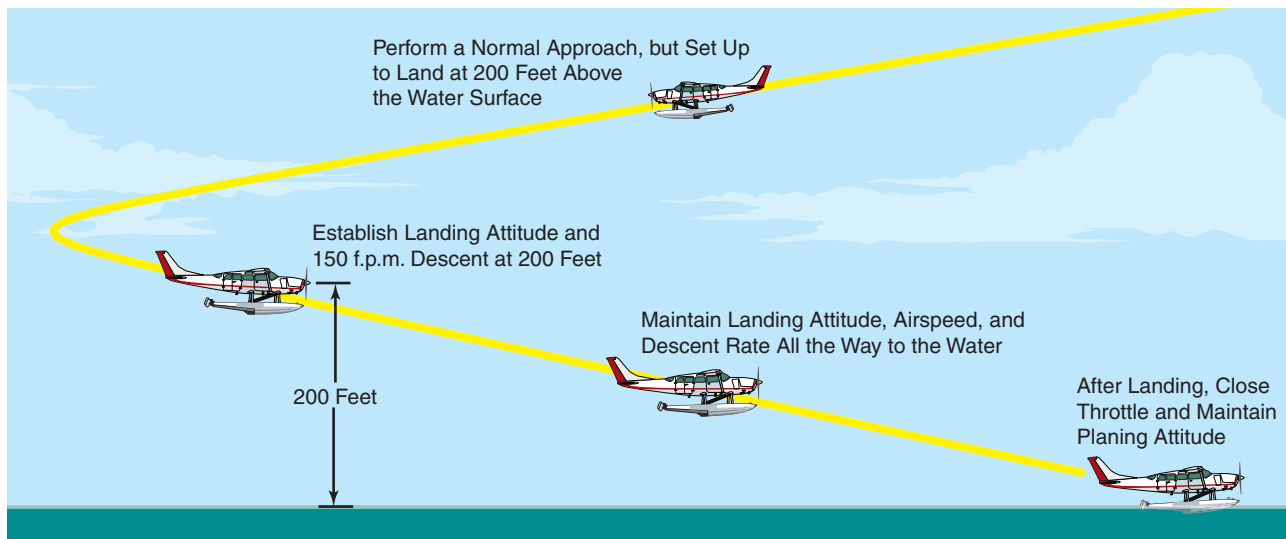 Perform a Normal Approach, but Set Up
to Land at 200 Feet Above
the Water Surface
Establish Landing Attitude and
150 f.p.m. Descent at 200 Feet
Maintain Landing Attitude, Airspeed, and
Descent Rate All the Way to the Water
200 Feet
After Landing, Close
Throttle and Maintain
Planing Attitude